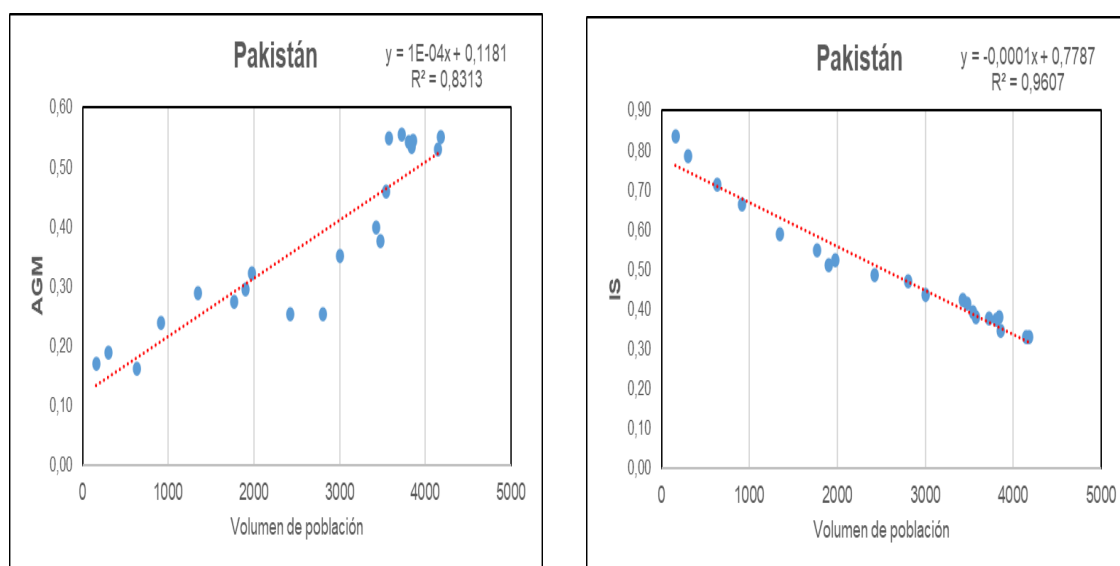 Pakistán
y = 1E-04x + 0,1181
R² = 0,8313
0,60
0,50
0,40
0,30
0,20
0,10
0,00
AGM
0 1000 2000 3000 4000 5000
Volumen de población
Pakistán
y = -0,0001x + 0,7787
R² = 0,9607
0,90
0,80
0,70
0,60
0,50
0,40
0,30
0,20
0,10
0,00
IS
0 1000 2000 3000 4000 5000
Volumen de población